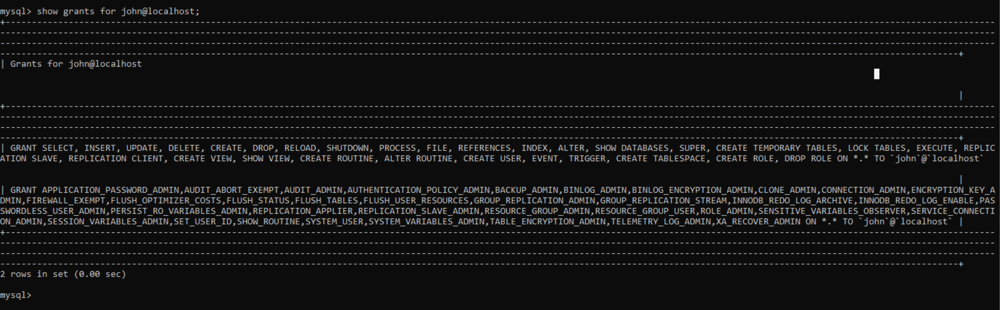 mysql> show grants for john@localhost;
| Grants for john@localhost
|
| GRANT SELECT, INSERT, UPDATE, DELETE, CREATE, DROP, RELOAD, SHUTDOWN, PROCESS, FILE, REFERENCES, INDEX, ALTER, SHOW DATABASES, SUPER, CREATE TEMPORARY TABLES, LOCK TABLES, EXECUTE, REPLIC
ATION SLAVE, REPLICATION CLIENT, CREATE VIEW, SHOW VIEW, CREATE ROUTINE, ALTER ROUTINE, CREATE USER, EVENT, TRIGGER, CREATE TABLESPACE, CREATE ROLE, DROP ROLE ON *.* TO `john`@`localhost`
|
| GRANT APPLICATION_PASSWORD_ADMIN,AUDIT_ABORT_EXEMPT,AUDIT_ADMIN,AUTHENTICATION_POLICY_ADMIN,BACKUP_ADMIN,BINLOG_ADMIN,BINLOG_ENCRYPTION_ADMIN,CLONE_ADMIN,CONNECTION_ADMIN,ENCRYPTION_KEY_A
DMIN,FIREWALL_EXEMPT,FLUSH_OPTIMIZER_COSTS,FLUSH_STATUS,FLUSH_TABLES,FLUSH_USER_RESOURCES,GROUP_REPLICATION_ADMIN,GROUP_REPLICATION_STREAM,INNODB_REDO_LOG_ARCHIVE,INNODB_REDO_LOG_ENABLE,PAS
SWORDLESS_USER_ADMIN,PERSIST_RO_VARIABLES_ADMIN,REPLICATION_APPLIER,REPLICATION_SLAVE_ADMIN,RESOURCE_GROUP_ADMIN,RESOURCE_GROUP_USER,ROLE_ADMIN,SENSITIVE_VARIABLES_OBSERVER,SERVICE_CONNECTI
ON_ADMIN,SESSION_VARIABLES_ADMIN,SET_USER_ID,SHOW_ROUTINE,SYSTEM_USER,SYSTEM_VARIABLES_ADMIN,TABLE_ENCRYPTION_ADMIN,TELEMETRY_LOG_ADMIN,XA_RECOVER_ADMIN ON *.* TO `john`@`localhost` |
2 rows in set (0.00 sec)
mysql>